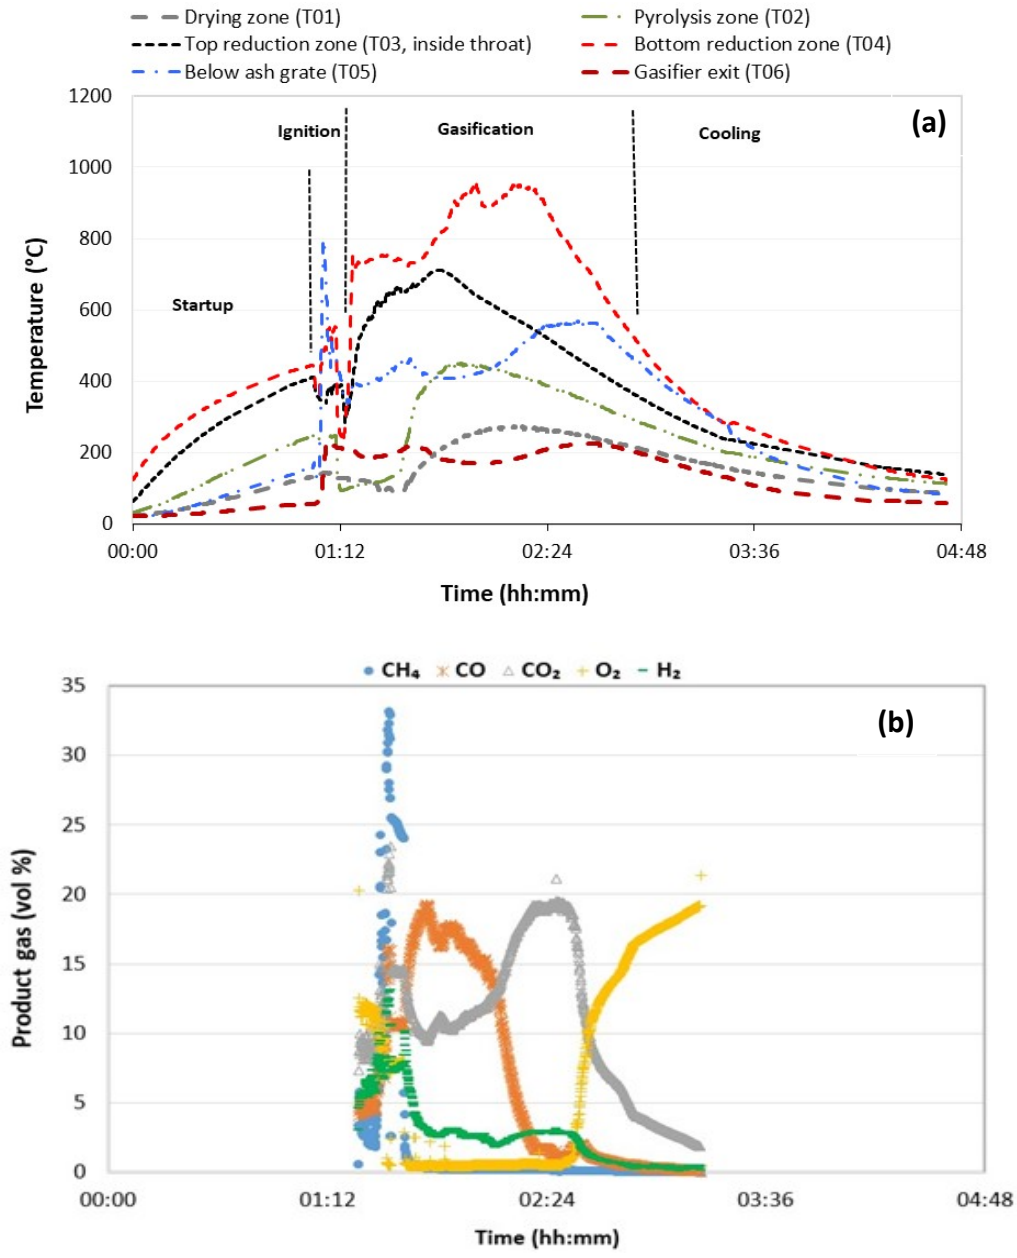 Drying zone (T01) Pyrolysis zone (T02)
Top reduction zone (T03, inside throat) Bottom reduction zone (T04)
Below ash grate (T05) Gasifier exit (T06)
1200
(a)
Ignition Gasification Cooling
1000
800
Startup
600
400
200
0
Temperature (°C)
00:00 01:12 02:24 03:36 04:48
Time (hh:mm)
CH₄ CO CO₂ O₂ H₂
35
(b)
30
25
20
15
10
5
0
Product gas (vol %)
00:00 01:12 02:24 03:36 04:48
Time (hh:mm)